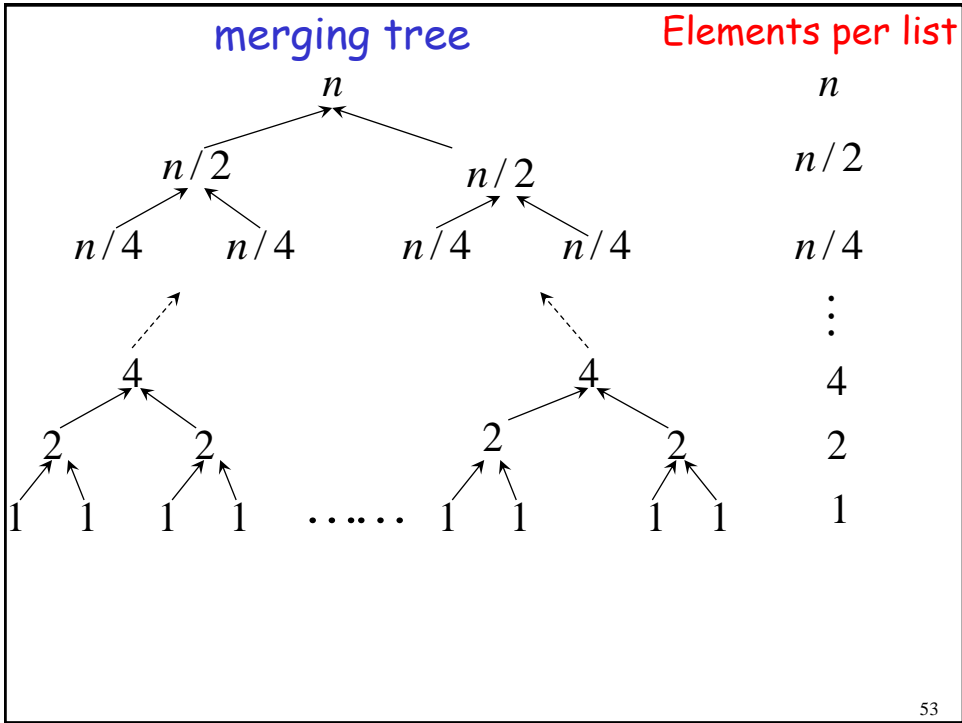 merging tree Elements per list
n n
n/2 n/2 n/2
n/4 n/4 n/4 n/4 n/4
⋮
4 4 4
2 2 2 2 2
1 1 1 1 …… 1 1 1 1 1
53